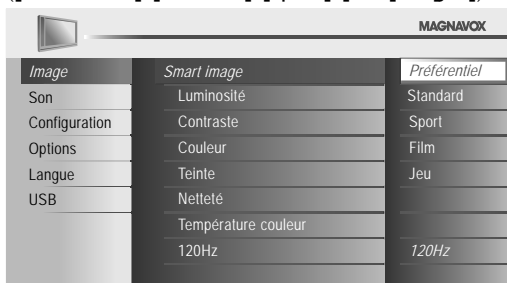 MAGNAVOX
Image
Son
Configuration
Options
Langue
USB
Smart image
Luminosité
Contraste
Couleur
Teinte
Netteté
Température couleur
120Hz
Préférentiel
Standard
Sport
Film
Jeu
120Hz